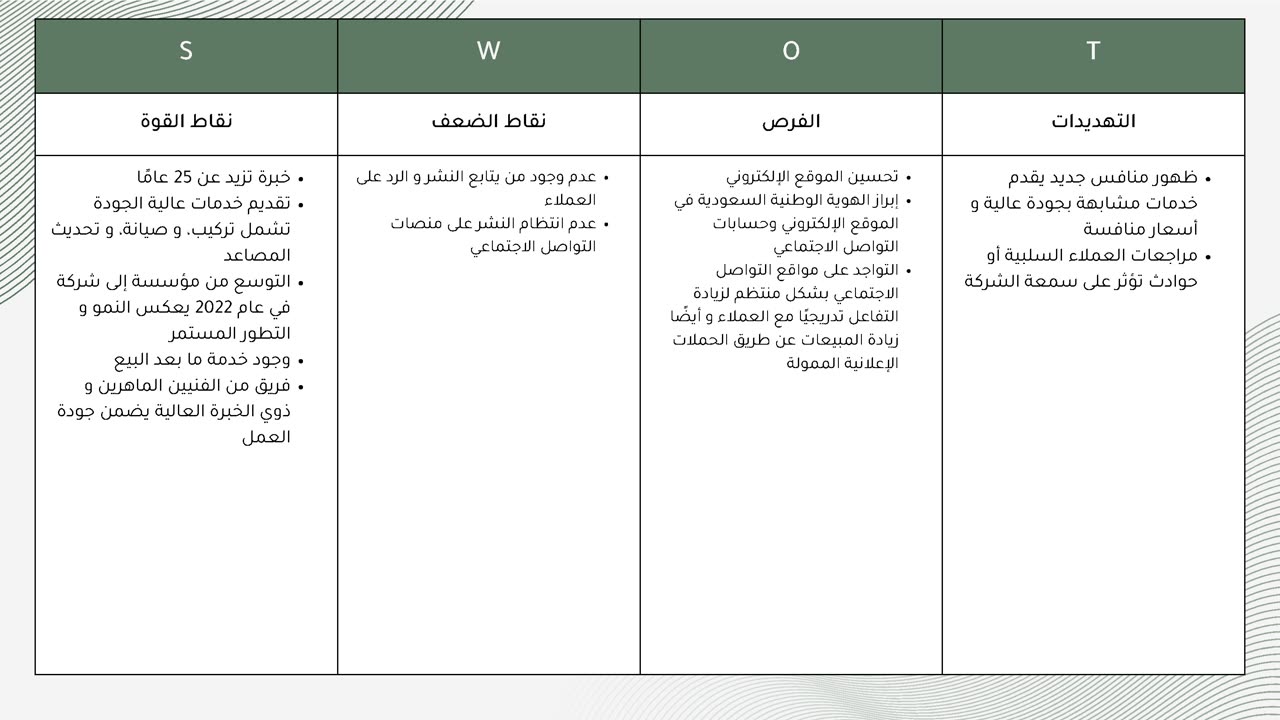 S
نقاط القوة
• خبرة تزيد عن 25 عامًا
• تقديم خدمات عالية الجودة
تشمل تركيب، و صيانة، و تحديث
المصاعد
• التوسع من مؤسسة إلى شركة
في عام 2022 يعكس النمو و
التطور المستمر
• وجود خدمة ما بعد البيع
• فريق من الفنيين الماهرين و
ذوي الخبرة العالية يضمن جودة
العمل
W
نقاط الضعف
• عدم وجود من يتابع النشر و الرد على
العملاء
• عدم انتظام النشر على منصات
التواصل الاجتماعي
O
الفرص
• تحسين الموقع الإلكتروني
• إبراز الهوية الوطنية السعودية في
الموقع الإلكتروني وحسابات
التواصل الاجتماعي
• التواجد على مواقع التواصل
الاجتماعي بشكل منتظم لزيادة
التفاعل تدريجيًا مع العملاء و أيضًا
زيادة المبيعات عن طريق الحملات
الإعلانية الممولة
T
التهديدات
• ظهور منافس جديد يقدم
خدمات مشابهة بجودة عالية و
أسعار منافسة
• مراجعات العملاء السلبية أو
حوادث تؤثر على سمعة الشركة